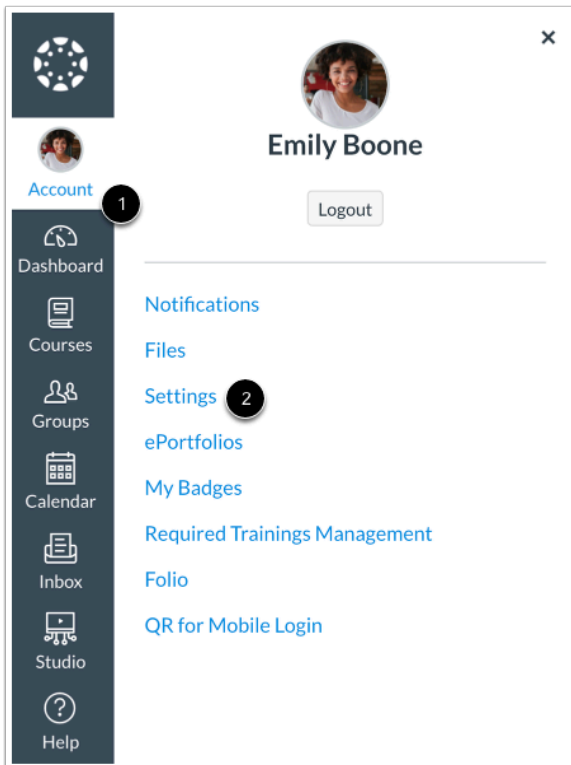 Account
1
Dashboard
Courses
Groups
Calendar
Inbox
Studio
Help
×
Emily Boone
Logout
Notifications
Files
Settings 2
ePortfolios
My Badges
Required Trainings Management
Folio
QR for Mobile Login